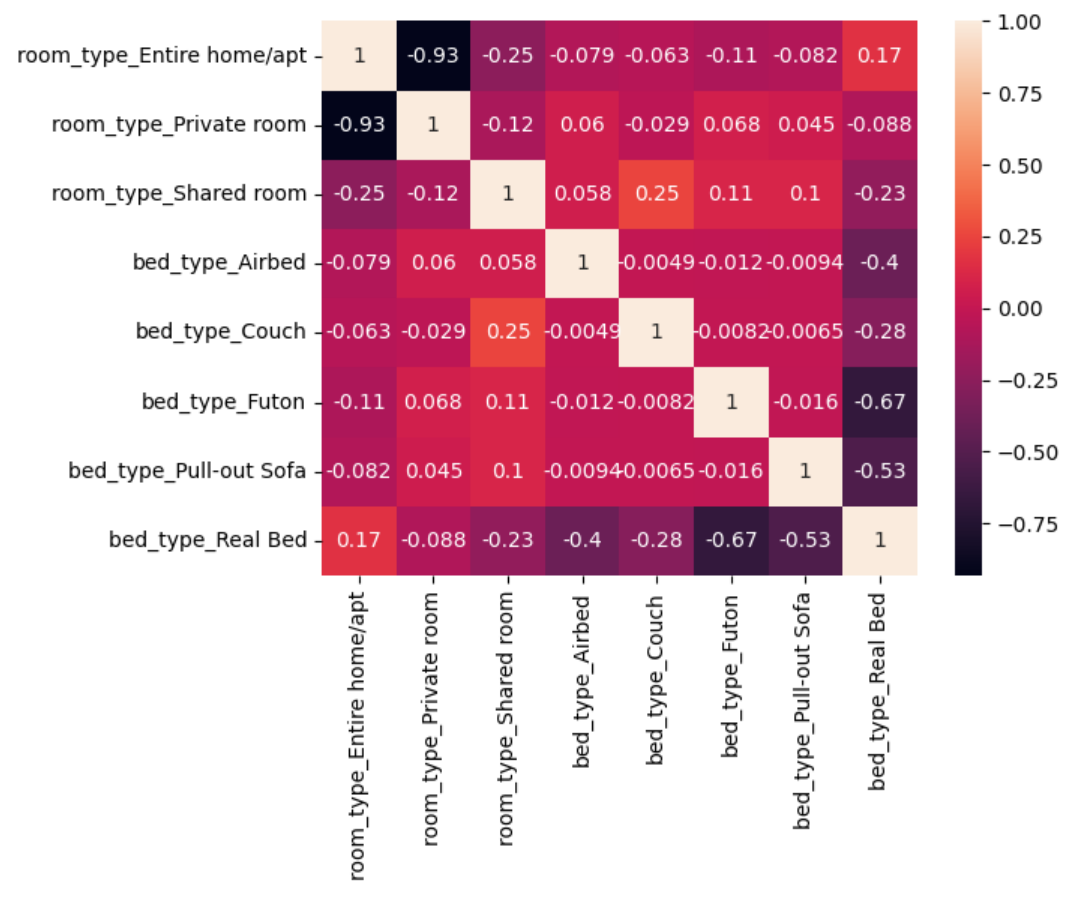 room_type_Entire home/apt 1 -0.93 -0.25 -0.079 -0.063 -0.11 -0.082 0.17
room_type_Private room -0.93 1 -0.12 0.06 -0.029 0.068 0.045 -0.088
room_type_Shared room -0.25 -0.12 1 0.058 0.25 0.11 0.1 -0.23
bed_type_Airbed -0.079 0.06 0.058 1 -0.0049 -0.012 -0.0094 -0.4
bed_type_Couch -0.063 -0.029 0.25 -0.0049 1 -0.0082 -0.0065 -0.28
bed_type_Futon -0.11 0.068 0.11 -0.012 -0.0082 1 -0.016 -0.67
bed_type_Pull-out Sofa -0.082 0.045 0.1 -0.0094 -0.0065 -0.016 1 -0.53
bed_type_Real Bed 0.17 -0.088 -0.23 -0.4 -0.28 -0.67 -0.53 1
room_type_Entire home/apt
room_type_Private room
room_type_Shared room
bed_type_Airbed
bed_type_Couch
bed_type_Futon
bed_type_Pull-out Sofa
bed_type_Real Bed
1.00
0.75
0.50
0.25
0.00
−0.25
−0.50
−0.75